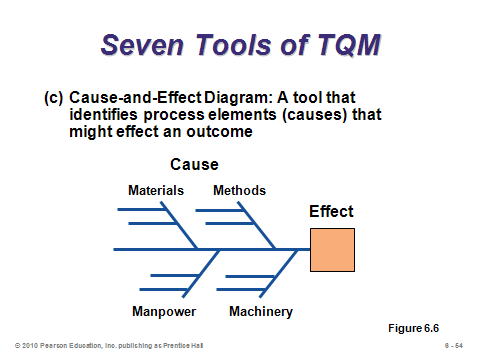 Seven Tools of TQM
(c) Cause-and-Effect Diagram: A tool that
identifies process elements (causes) that
might effect an outcome
Cause
Materials Methods
Effect
Manpower Machinery
Figure 6.6
© 2010 Pearson Education, Inc. publishing as Prentice Hall 6 - 54